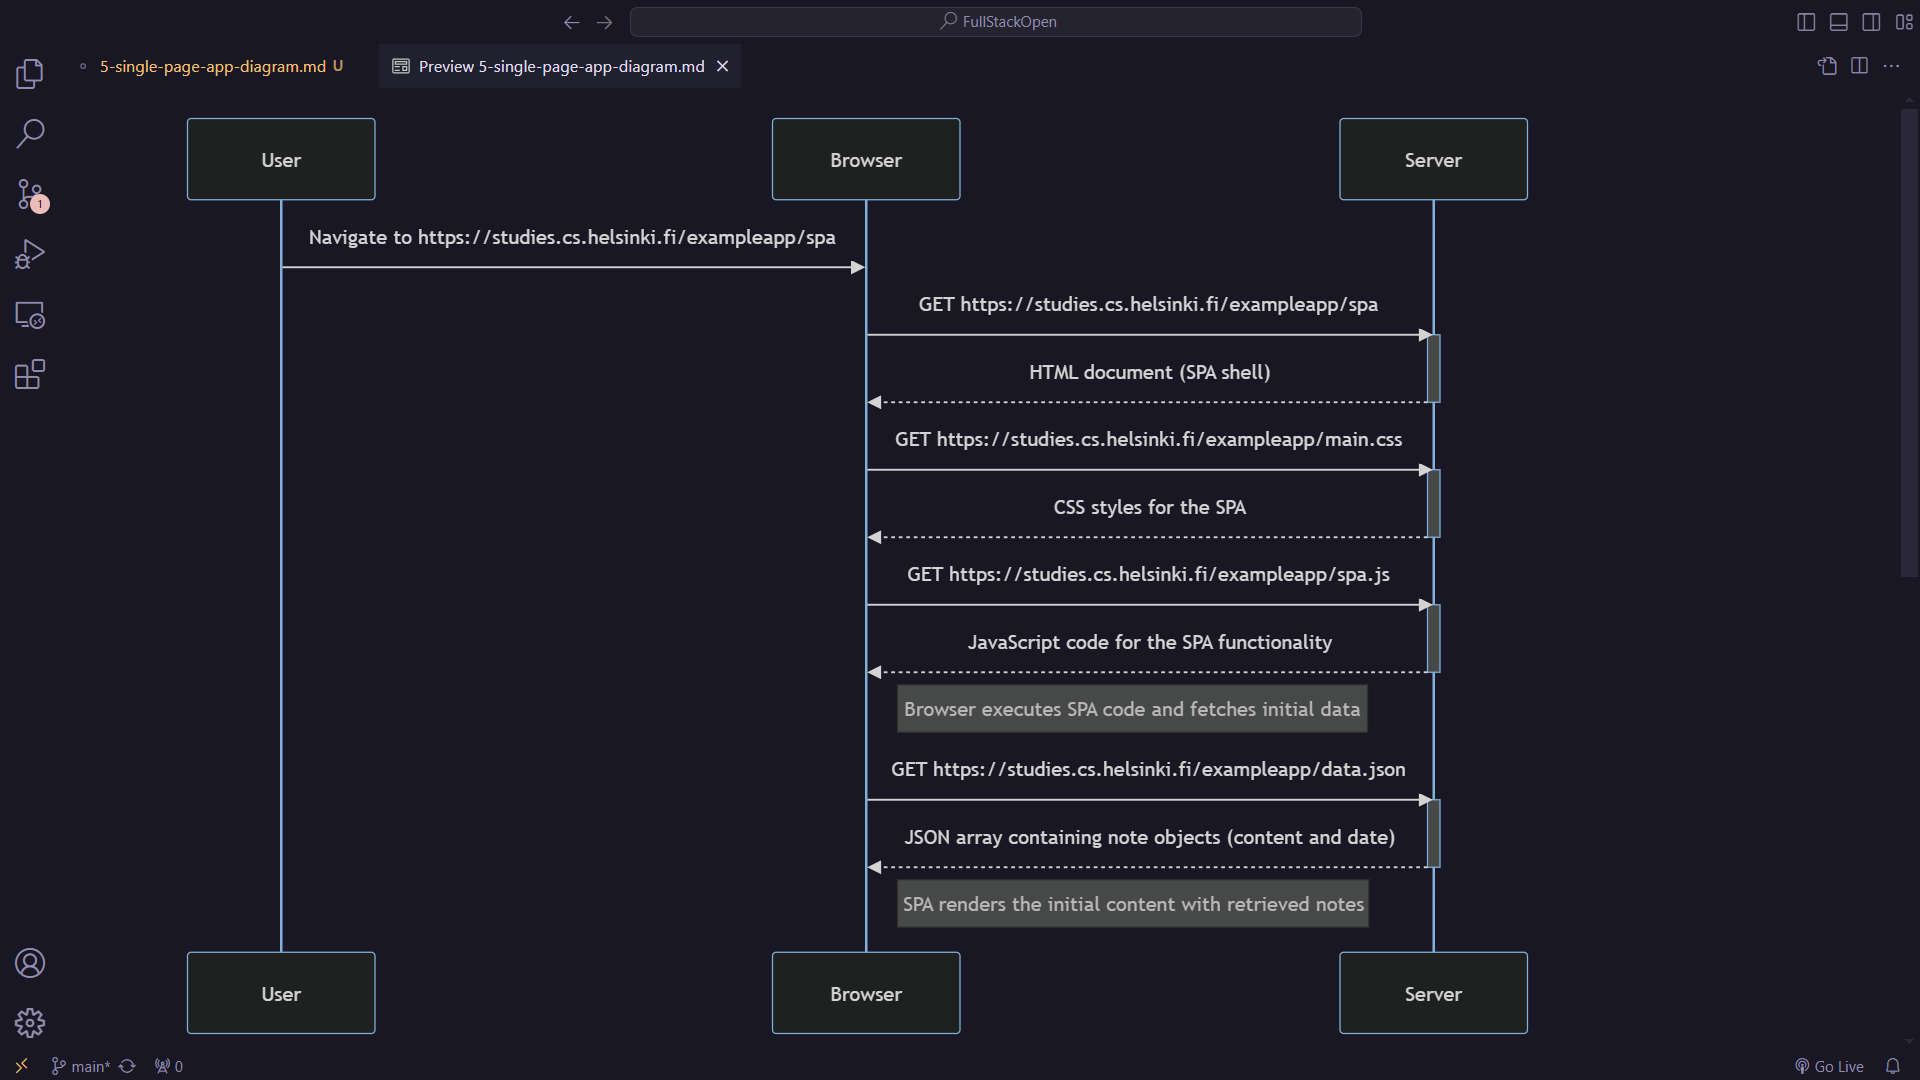 FullStackOpen
5-single-page-app-diagram.md U
Preview 5-single-page-app-diagram.md
1
User
Browser
Server
Navigate to https://studies.cs.helsinki.fi/exampleapp/spa
GET https://studies.cs.helsinki.fi/exampleapp/spa
HTML document (SPA shell)
GET https://studies.cs.helsinki.fi/exampleapp/main.css
CSS styles for the SPA
GET https://studies.cs.helsinki.fi/exampleapp/spa.js
JavaScript code for the SPA functionality
Browser executes SPA code and fetches initial data
GET https://studies.cs.helsinki.fi/exampleapp/data.json
JSON array containing note objects (content and date)
SPA renders the initial content with retrieved notes
User
Browser
Server
main*
0
Go Live